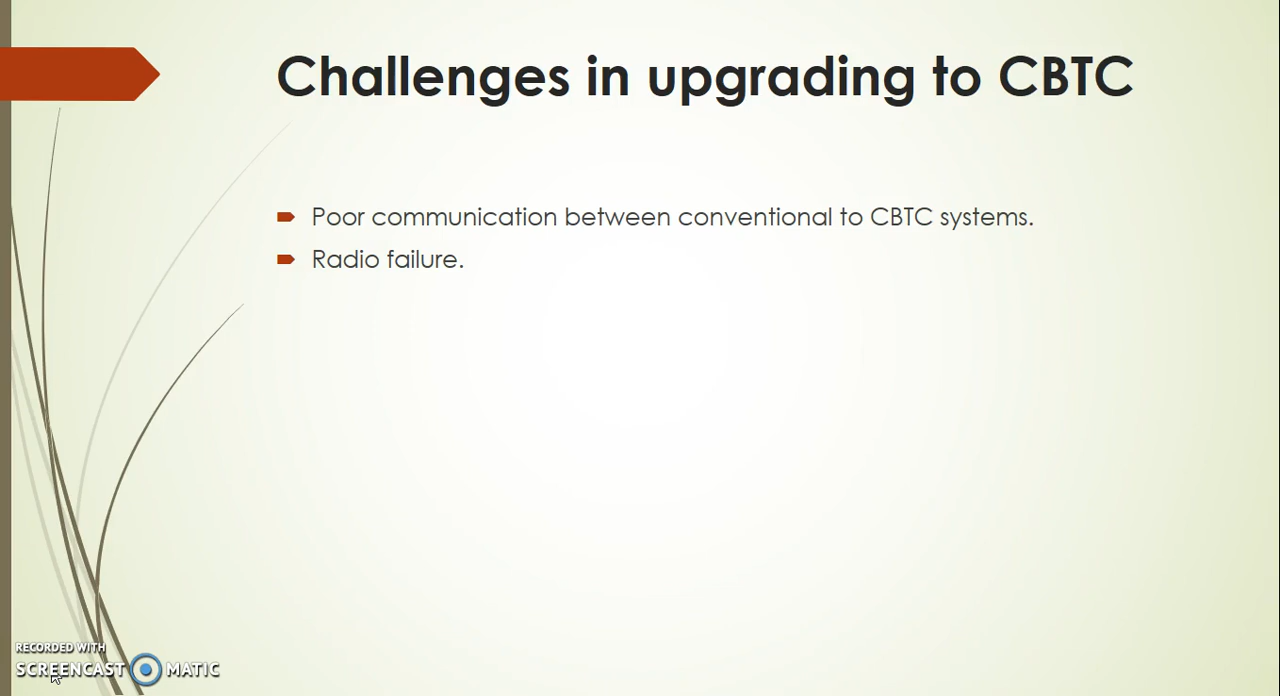 Challenges in upgrading to CBTC
Poor communication between conventional to CBTC systems.
Radio failure.
RECORDED WITH
SCREENCAST MATIC